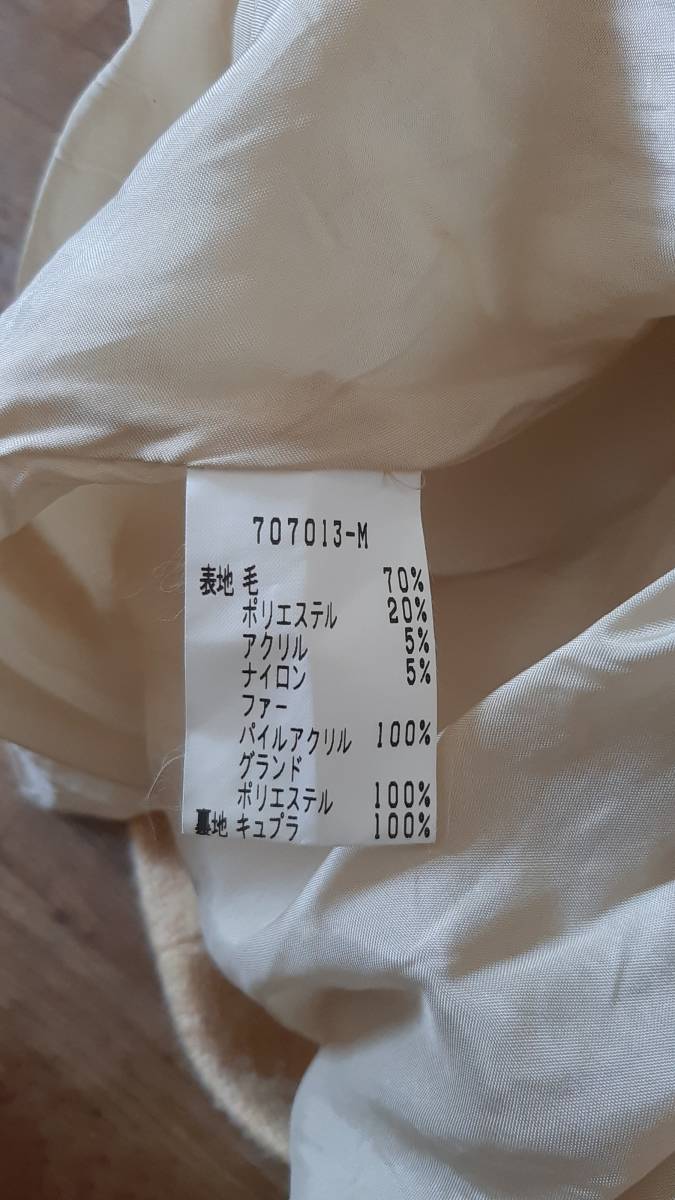 707013-M
表地 毛 70%
ポリエステル 20%
アクリル 5%
ナイロン 5%
ファー
パイルアクリル 100%
グランド
ポリエステル 100%
裏地 キュプラ 100%